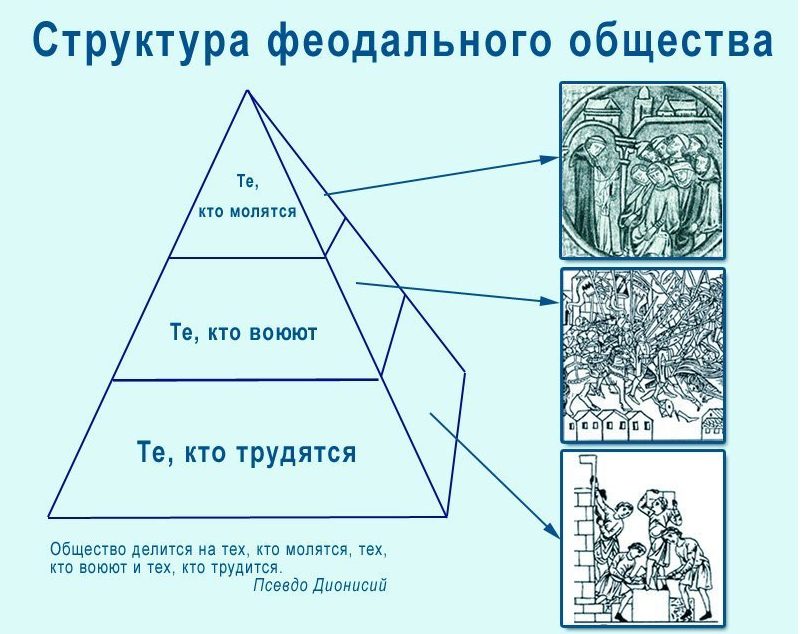 Структура феодального общества
Те,
кто молятся
Те, кто воюют
Те, кто трудятся
Общество делится на тех, кто молятся, тех,
кто воюют и тех, кто трудится.
Псевдо Дионисий